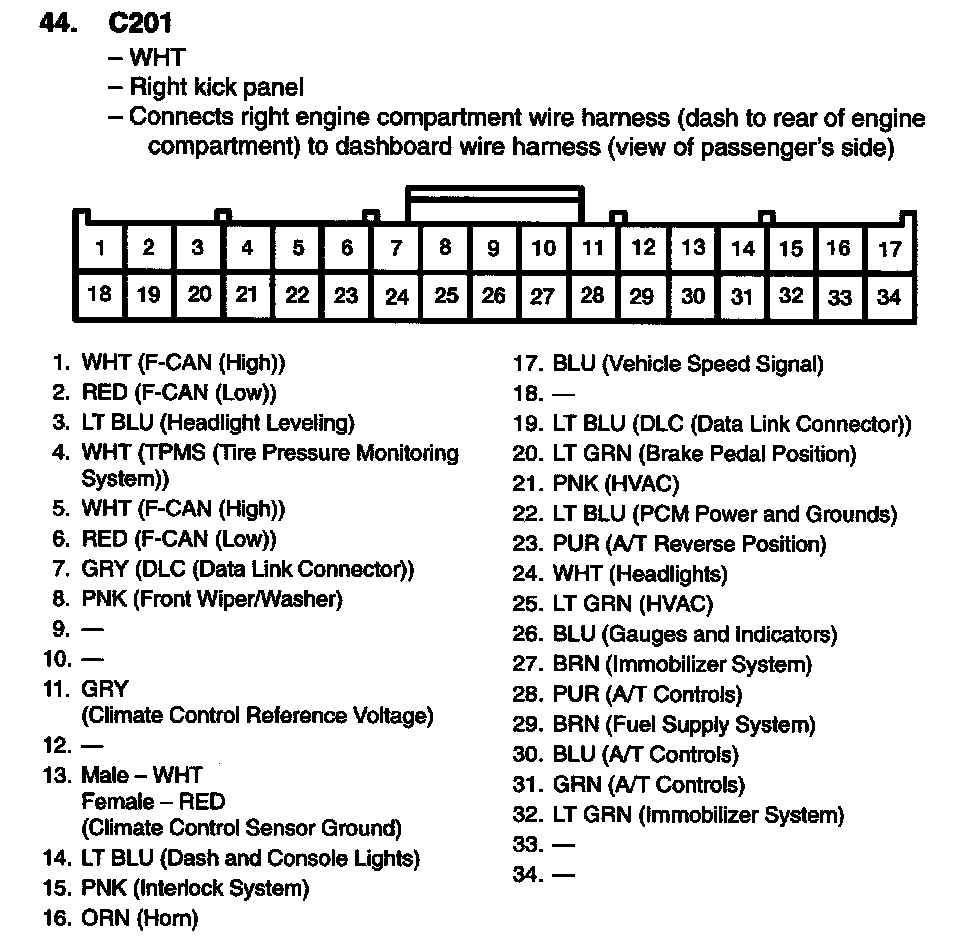 44. C201
– WHT
– Right kick panel
– Connects right engine compartment wire harness (dash to rear of engine
compartment) to dashboard wire harness (view of passenger's side)
1 2 3 4 5 6 7 8 9 10 11 12 13 14 15 16 17
18 19 20 21 22 23 24 25 26 27 28 29 30 31 32 33 34
1. WHT (F-CAN (High))
2. RED (F-CAN (Low))
3. LT BLU (Headlight Leveling)
4. WHT (TPMS (Tire Pressure Monitoring
System))
5. WHT (F-CAN (High))
6. RED (F-CAN (Low))
7. GRY (DLC (Data Link Connector))
8. PNK (Front Wiper/Washer)
9. —
10. —
11. GRY
(Climate Control Reference Voltage)
12. —
13. Male – WHT
Female – RED
(Climate Control Sensor Ground)
14. LT BLU (Dash and Console Lights)
15. PNK (Interlock System)
16. ORN (Horn)
17. BLU (Vehicle Speed Signal)
18. —
19. LT BLU (DLC (Data Link Connector))
20. LT GRN (Brake Pedal Position)
21. PNK (HVAC)
22. LT BLU (PCM Power and Grounds)
23. PUR (A/T Reverse Position)
24. WHT (Headlights)
25. LT GRN (HVAC)
26. BLU (Gauges and Indicators)
27. BRN (Immobilizer System)
28. PUR (A/T Controls)
29. BRN (Fuel Supply System)
30. BLU (A/T Controls)
31. GRN (A/T Controls)
32. LT GRN (Immobilizer System)
33. —
34. —